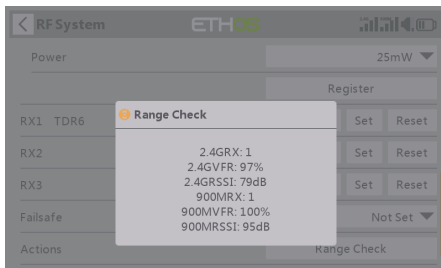 RF System
ETHOS
Power
25mW
Register
RX1 TDR6
Set
Reset
Range Check
2.4GRX: 1
2.4GVFR: 97%
2.4GRSSI: 79dB
900MRX: 1
900MVFR: 100%
900MRSSI: 95dB
RX2
Set
Reset
RX3
Set
Reset
Failsafe
Not Set
Actions
Range Check